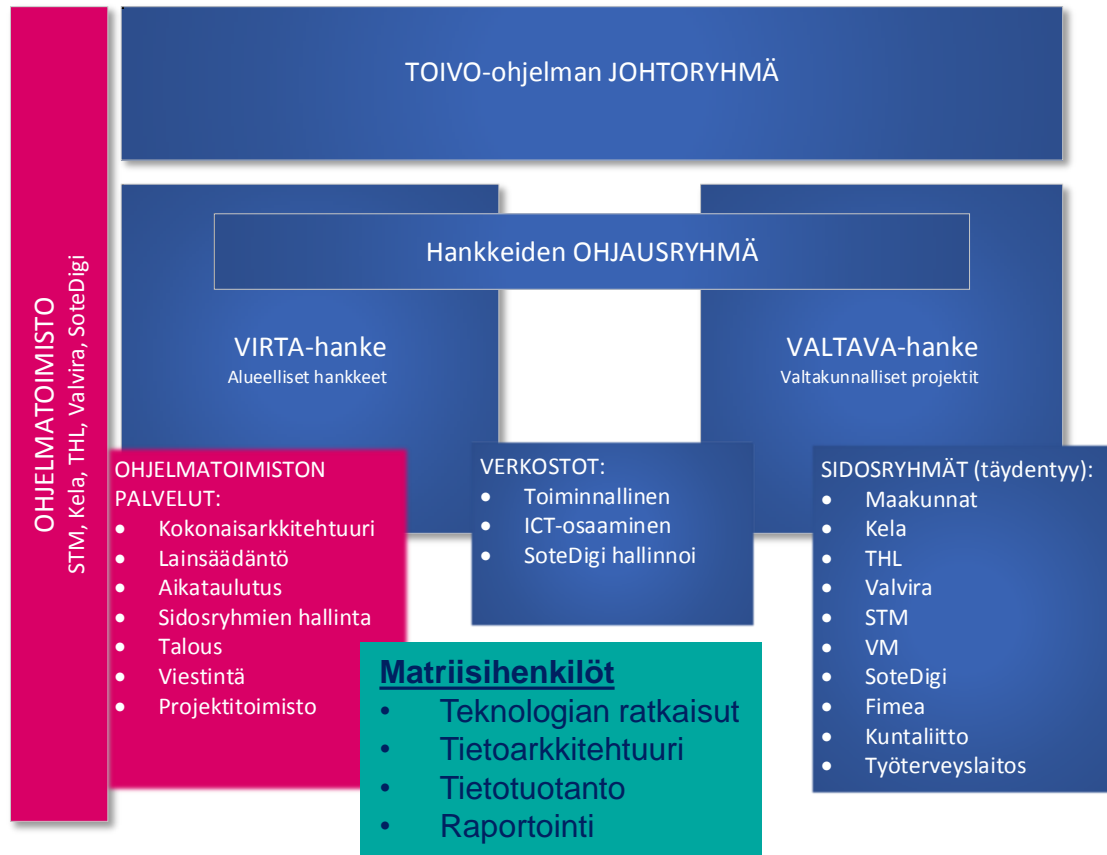 TOIVO-ohjelman JOHTORYHMÄ
OHJELMATOIMISTO
STM, Kela, THL, Valvira, SoteDigi
Hankkeiden OHJAUSRYHMÄ
VIRTA-hanke
Alueelliset hankkeet
VALTAVA-hanke
Valtakunnalliset projektit
OHJELMATOIMISTON
PALVELUT:
• Kokonaisarkkitehtuuri
• Lainsäädäntö
• Aikataulutus
• Sidosryhmien hallinta
• Talous
• Viestintä
• Projektitoimisto
VERKOSTOT:
• Toiminnallinen
• ICT-osaaminen
• SoteDigi hallinnoi
SIDOSRYHMÄT (täydentyy):
• Maakunnat
• Kela
• THL
• Valvira
• STM
• VM
• SoteDigi
• Fimea
• Kuntaliitto
• Työterveyslaitos
Matriisihenkilöt
• Teknologian ratkaisut
• Tietoarkkitehtuuri
• Tietotuotanto
• Raportointi